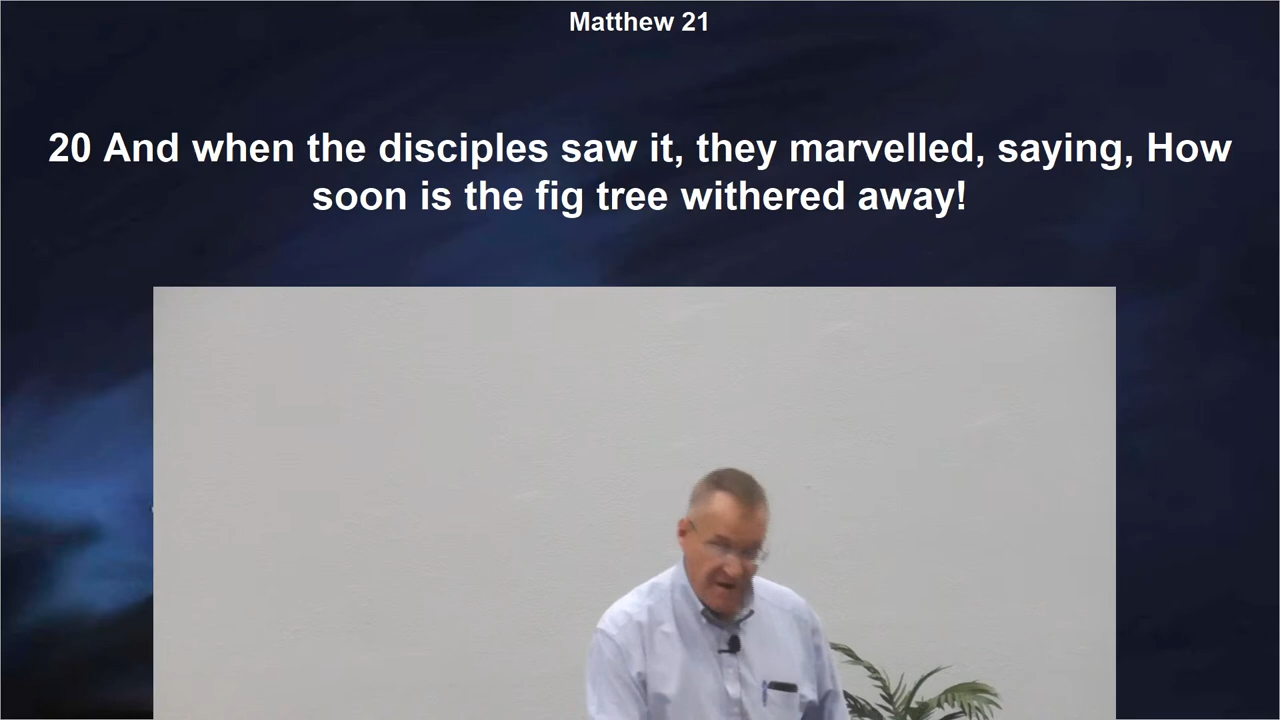 Matthew 21
20 And when the disciples saw it, they marvelled, saying, How
soon is the fig tree withered away!